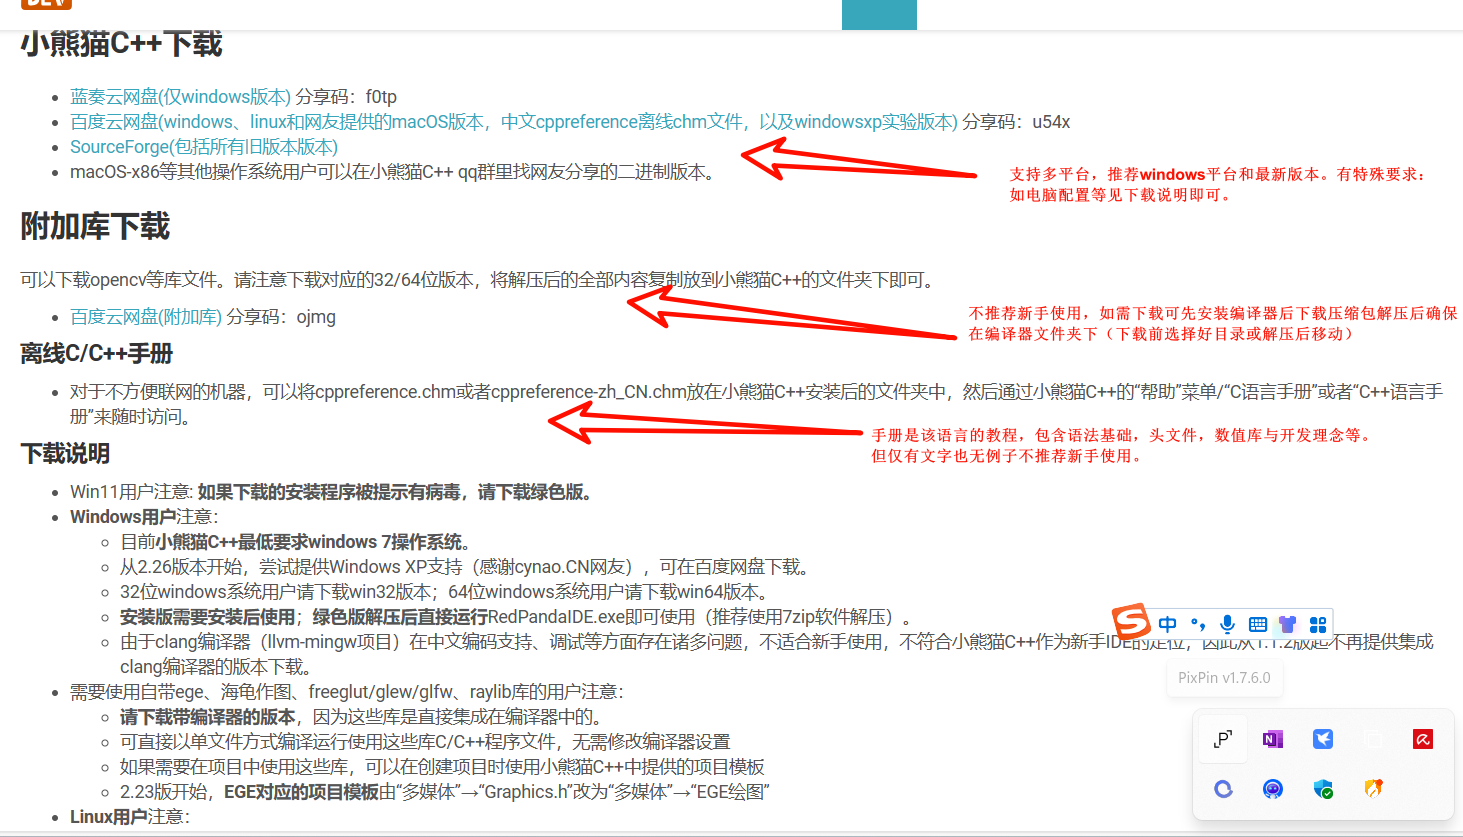 DEV
小熊猫C++下载
蓝奏云网盘(仅windows版本) 分享码：f0tp
百度云网盘(windows、linux和网友提供的macOS版本，中文cppreference离线chm文件，以及windowsxp实验版本) 分享码：u54x
SourceForge(包括所有旧版本版本)
macOS-x86等其他操作系统用户可以在小熊猫C++ qq群里找网友分享的二进制版本。
支持多平台，推荐windows平台和最新版本。有特殊要求：
如电脑配置等见下载说明即可。
附加库下载
可以下载opencv等库文件。请注意下载对应的32/64位版本，将解压后的全部内容复制放到小熊猫C++的文件夹下即可。
百度云网盘(附加库) 分享码：ojmg
不推荐新手使用，如需下载可先安装编译器后下载压缩包解压后确保
在编译器文件夹下（下载前选择好目录或解压后移动）
离线C/C++手册
对于不方便联网的机器，可以将cppreference.chm或者cppreference-zh_CN.chm放在小熊猫C++安装后的文件夹中，然后通过小熊猫C++的“帮助”菜单/“C语言手册”或者“C++语言手
册”来随时访问。
手册是该语言的教程，包含语法基础，头文件，数值库与开发理念等。
但仅有文字也无例子不推荐新手使用。
下载说明
Win11用户注意: 如果下载的安装程序被提示有病毒，请下载绿色版。
Windows用户注意：
目前小熊猫C++最低要求windows 7操作系统。
从2.26版本开始，尝试提供Windows XP支持（感谢cynao.CN网友），可在百度网盘下载。
32位windows系统用户请下载win32版本；64位windows系统用户请下载win64版本。
安装版需要安装后使用；绿色版解压后直接运行RedPandaIDE.exe即可使用（推荐使用7zip软件解压）。
中
由于clang编译器（llvm-mingw项目）在中文编码支持、调试等方面存在诸多问题，不适合新手使用，不符合小熊猫C++作为新手IDE的定位，因此从1.1.2版起不再提供集成
clang编译器的版本下载。
PixPin v1.7.6.0
需要使用自带ege、海龟作图、freeglut/glew/glfw、raylib库的用户注意：
请下载带编译器的版本，因为这些库是直接集成在编译器中的。
可直接以单文件方式编译运行使用这些库C/C++程序文件，无需修改编译器设置
如果需要在项目中使用这些库，可以在创建项目时使用小熊猫C++中提供的项目模板
2.23版开始，EGE对应的项目模板由“多媒体”→“Graphics.h”改为“多媒体”→“EGE绘图”
Linux用户注意：